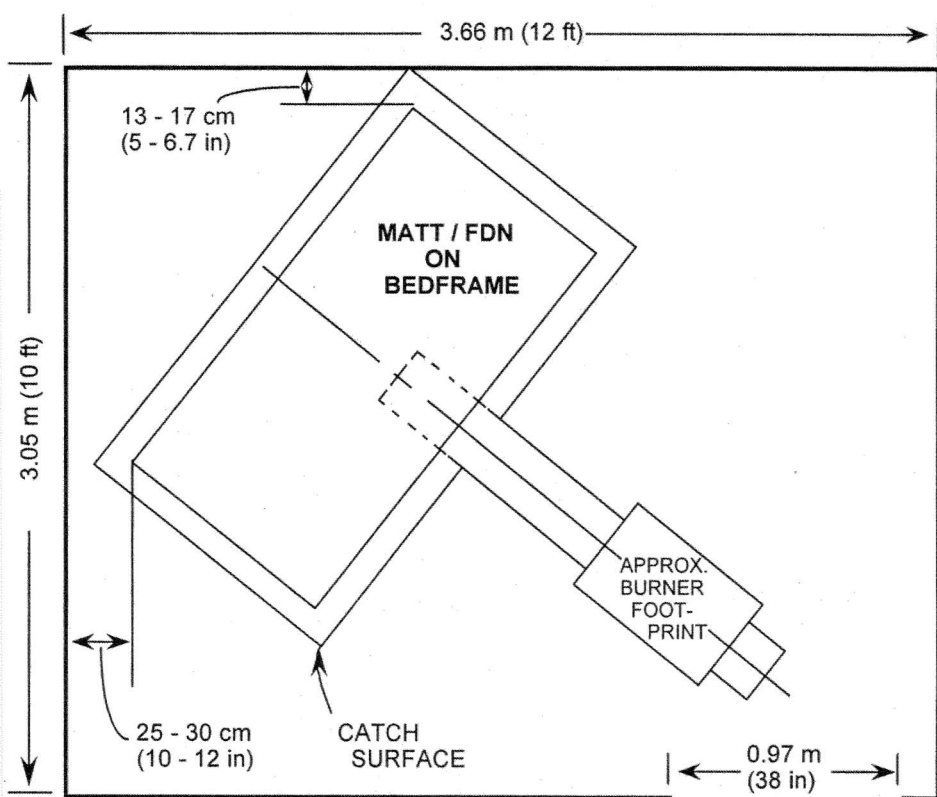 3.66 m (12 ft)
13 - 17 cm
(5 - 6.7 in)
MATT / FDN
ON
BEDFRAME
3.05 m (10 ft)
APPROX.
BURNER
FOOT-
PRINT
25 - 30 cm
(10 - 12 in)
CATCH
SURFACE
0.97 m
(38 in)